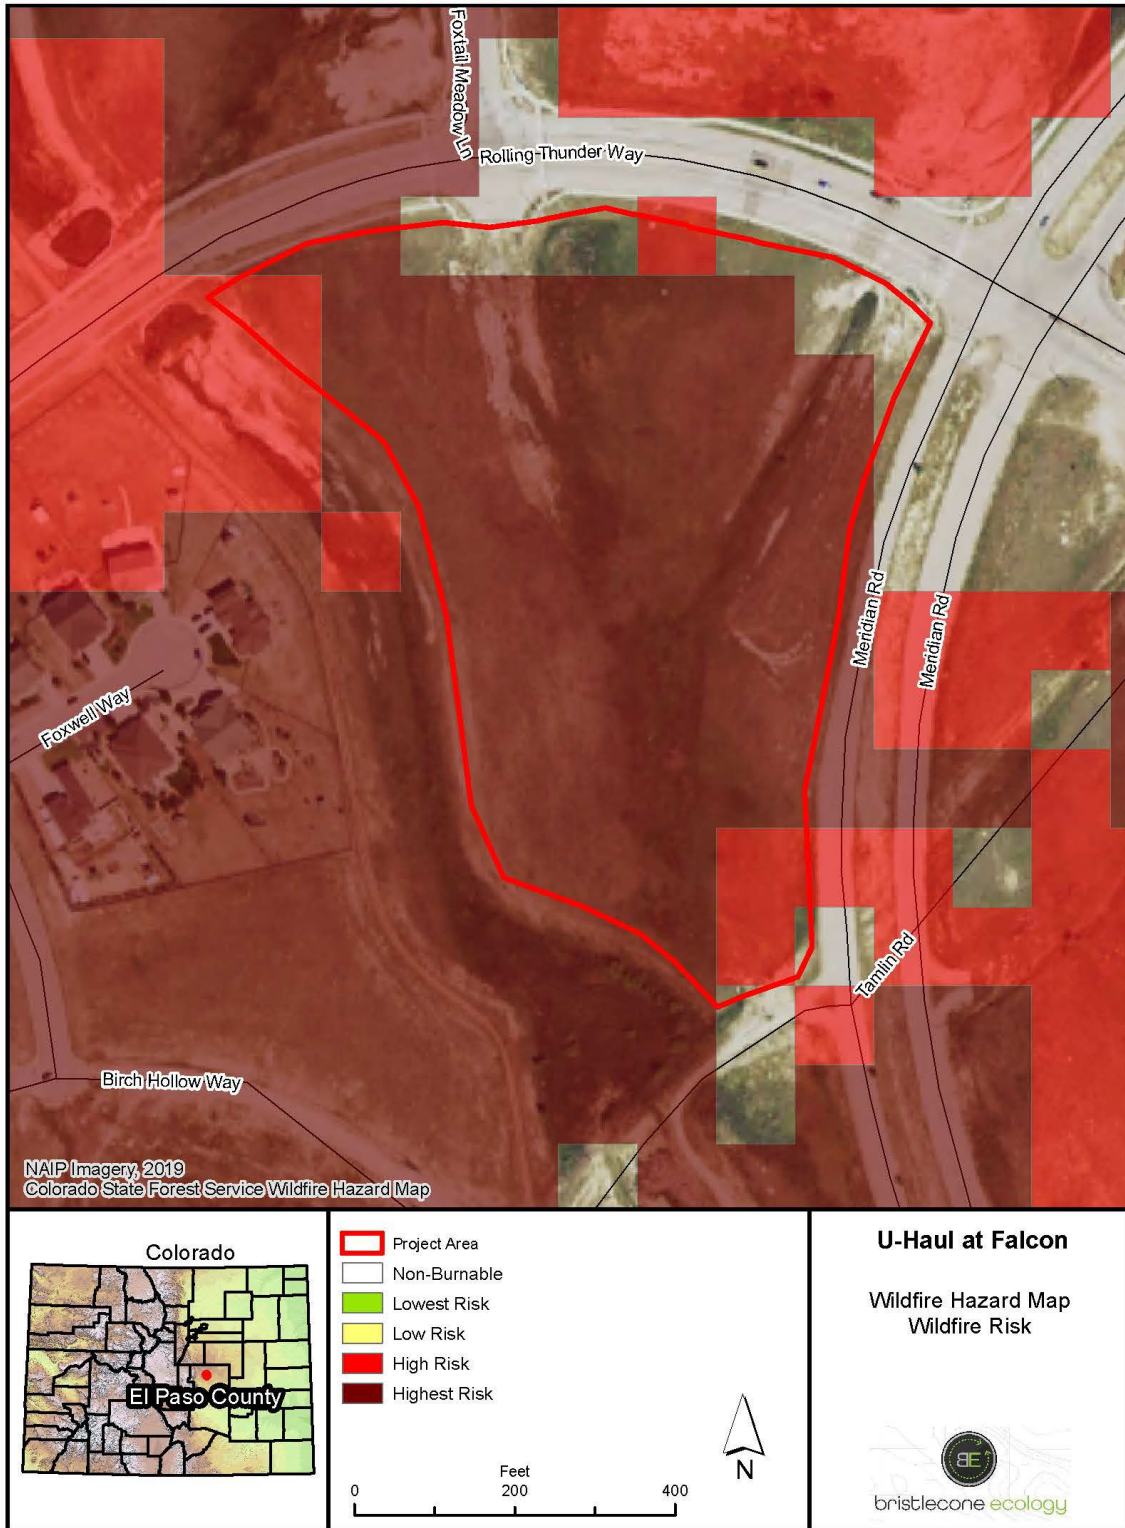 Foxtail Meadow Ln
Rolling Thunder Way
Meridian Rd
Meridian Rd
Foxwell Way
Tamlin Rd
Birch Hollow Way
NAIP Imagery, 2019
Colorado State Forest Service Wildfire Hazard Map
Colorado
El Paso County
Project Area
Non-Burnable
Lowest Risk
Low Risk
High Risk
Highest Risk
Feet
0 200 400
N
U-Haul at Falcon
Wildfire Hazard Map
Wildfire Risk
BE
bristlecone ecology